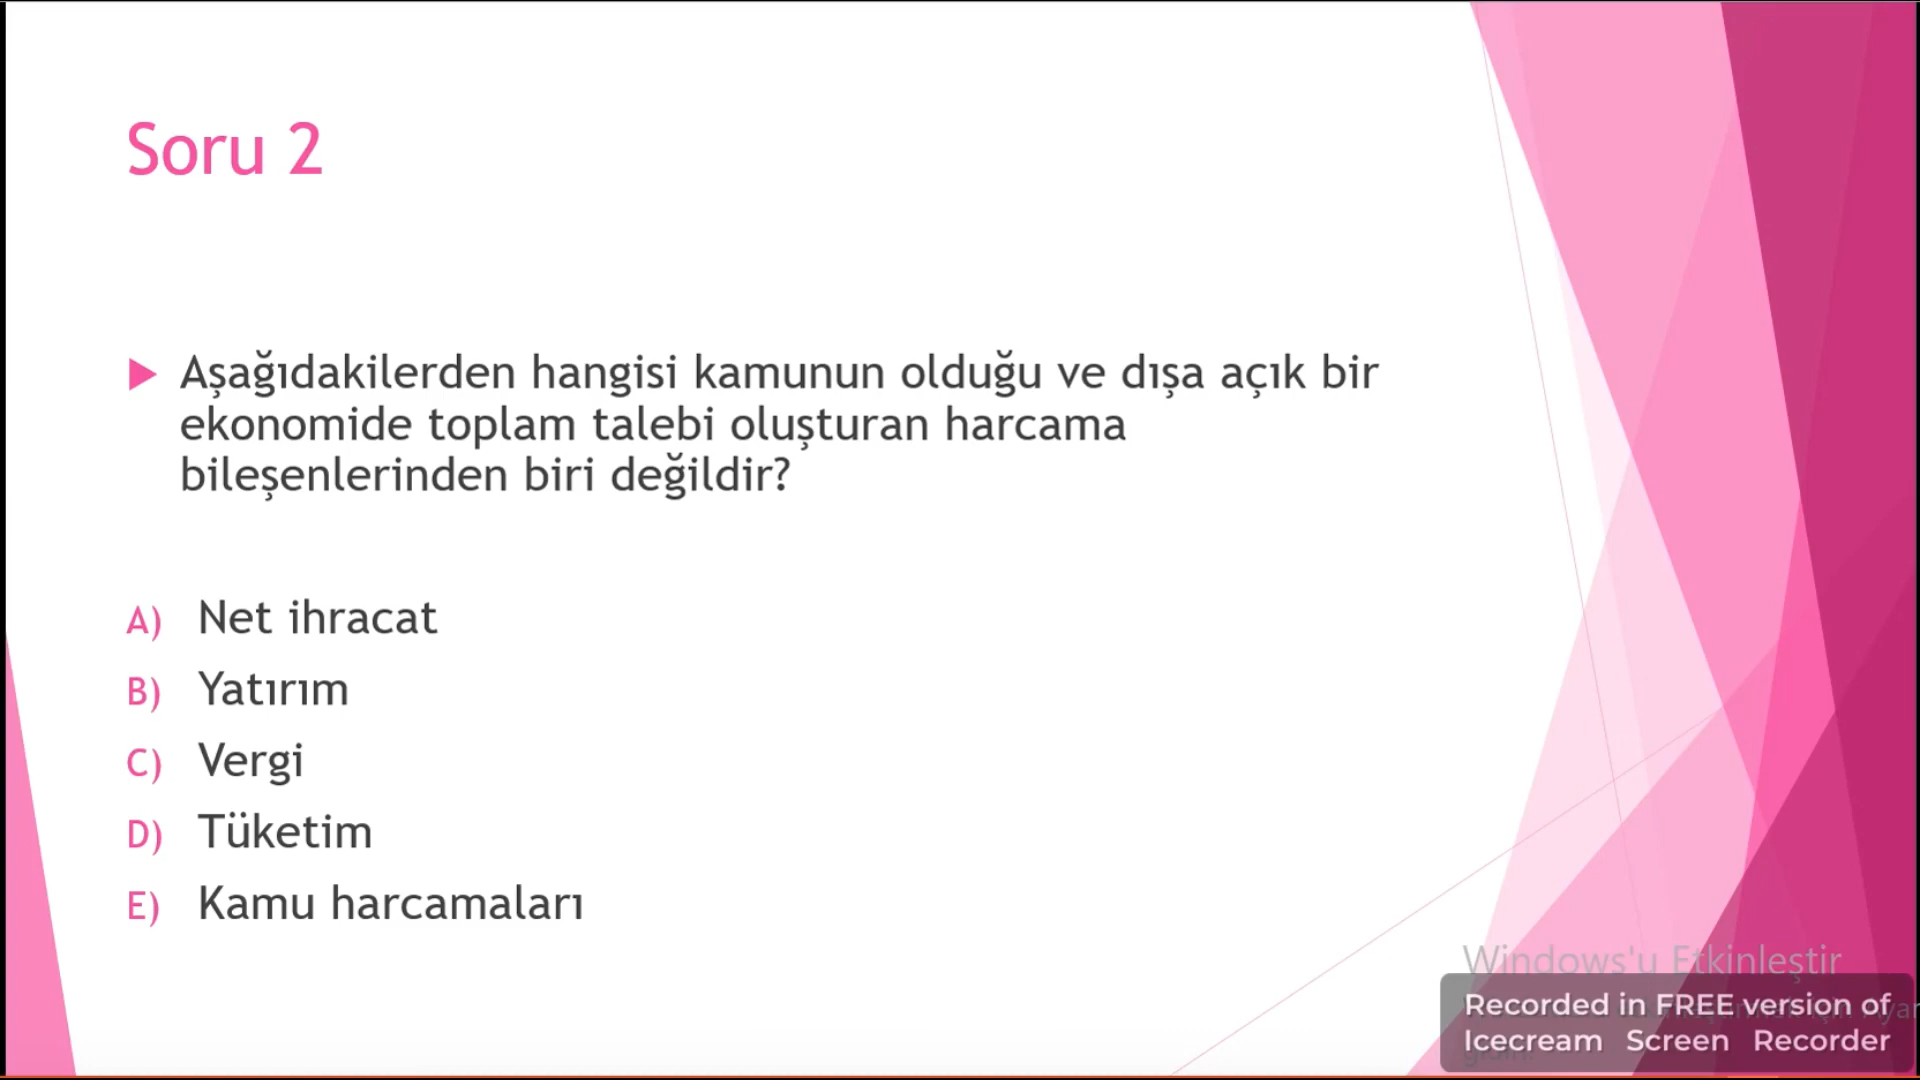 Soru 2
Aşağıdakilerden hangisi kamunun olduğu ve dışa açık bir
ekonomide toplam talebi oluşturan harcama
bileşenlerinden biri değildir?
A) Net ihracat
B) Yatırım
C) Vergi
D) Tüketim
E) Kamu harcamaları
Windows'u Etkinleştir
Recorded in FREE version of
Icecream Screen Recorder